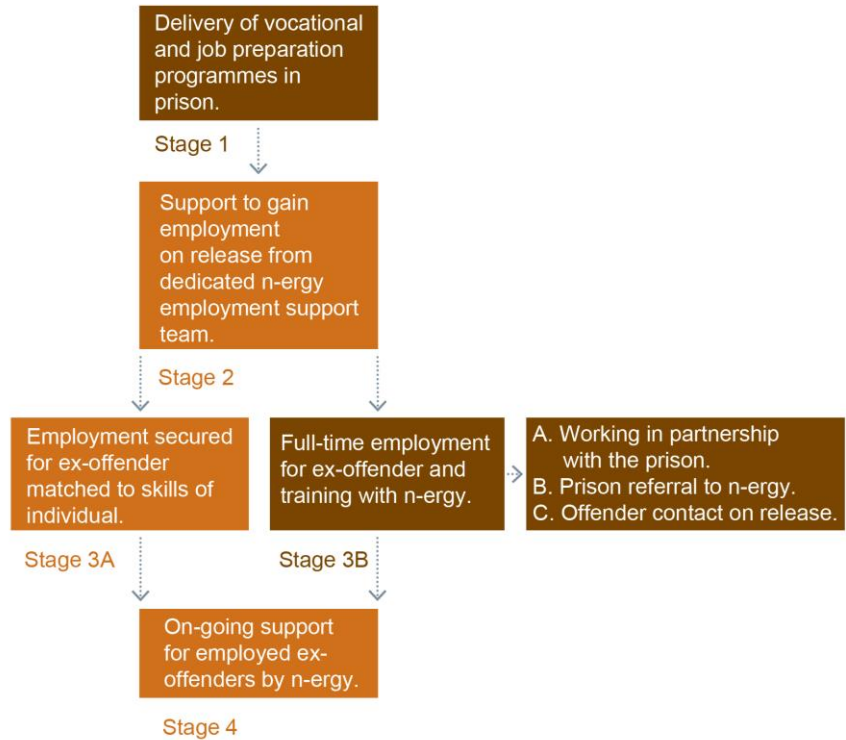 Delivery of vocational
and job preparation
programmes in
prison.
Stage 1
Support to gain
employment
on release from
dedicated n-ergy
employment support
team.
Stage 2
Employment secured
for ex-offender
matched to skills of
individual.
Stage 3A
Full-time employment
for ex-offender and
training with n-ergy.
Stage 3B
A. Working in partnership
with the prison.
B. Prison referral to n-ergy.
C. Offender contact on release.
On-going support
for employed ex-
offenders by n-ergy.
Stage 4